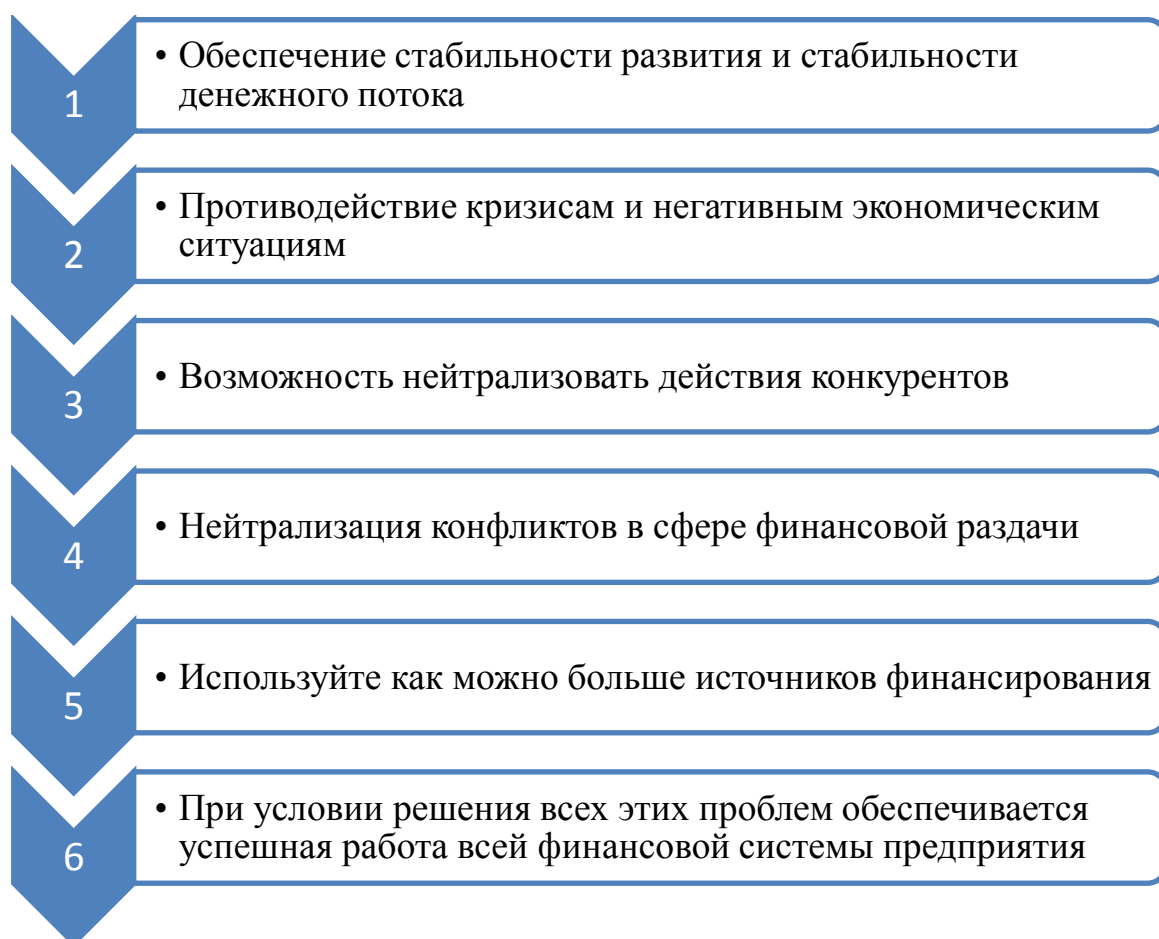 1
• Обеспечение стабильности развития и стабильности
денежного потока
2
• Противодействие кризисам и негативным экономическим
ситуациям
3
• Возможность нейтрализовать действия конкурентов
4
• Нейтрализация конфликтов в сфере финансовой раздачи
5
• Используйте как можно больше источников финансирования
6
• При условии решения всех этих проблем обеспечивается
успешная работа всей финансовой системы предприятия